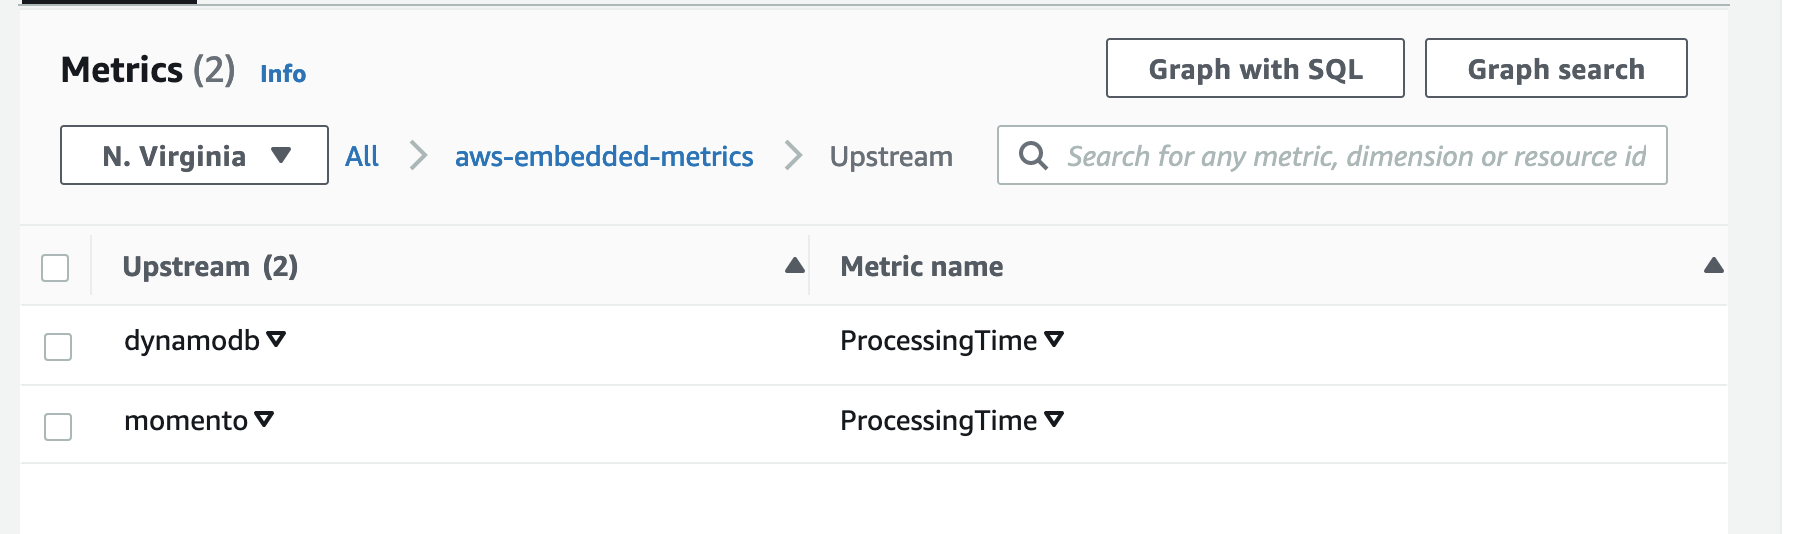 Metrics (2) Info
Graph with SQL
Graph search
N. Virginia
All
aws-embedded-metrics
Upstream
Search for any metric, dimension or resource id
Upstream (2)
Metric name
dynamodb
ProcessingTime
momento
ProcessingTime